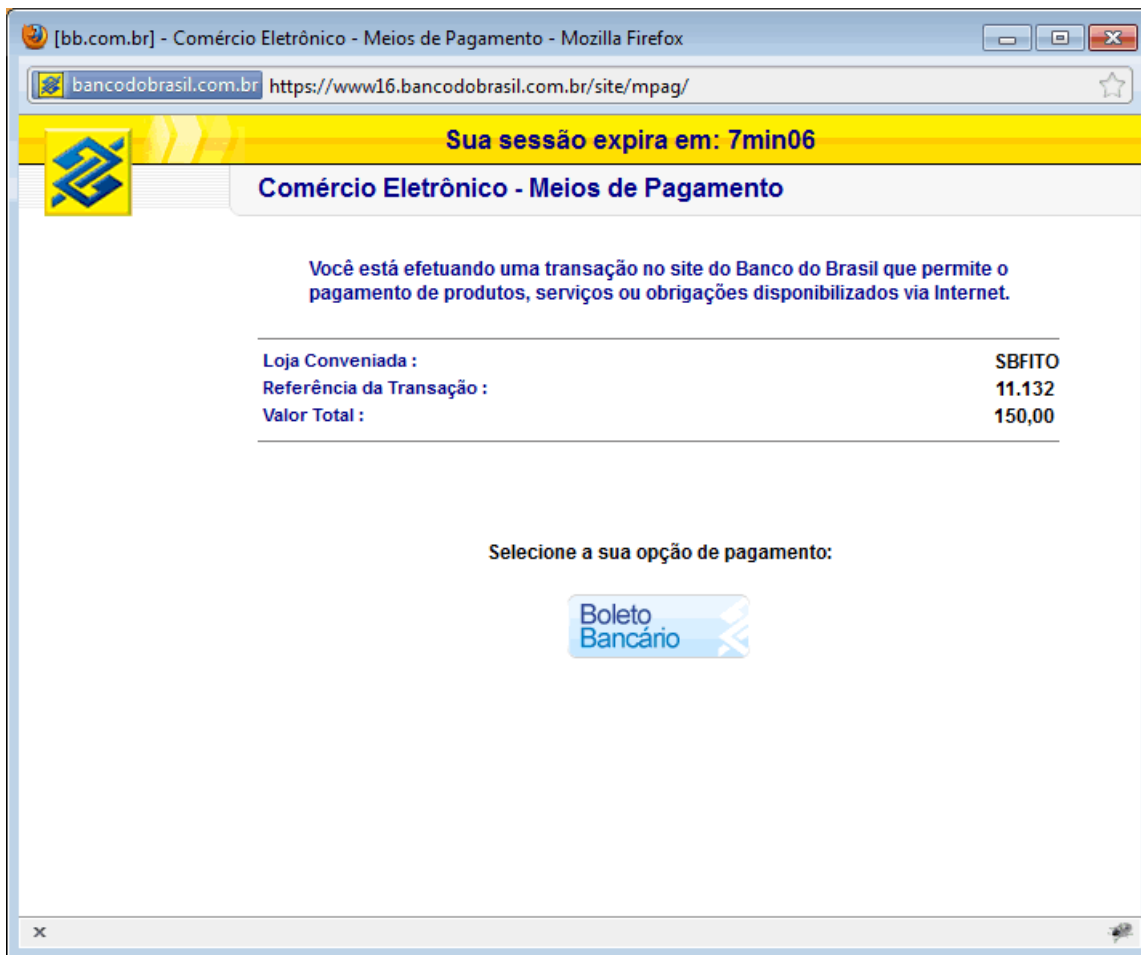 [bb.com.br] - Comércio Eletrônico - Meios de Pagamento - Mozilla Firefox
bancodobrasil.com.br https://www16.bancodobrasil.com.br/site/mpag/
Sua sessão expira em: 7min06
Comércio Eletrônico - Meios de Pagamento
Você está efetuando uma transação no site do Banco do Brasil que permite o
pagamento de produtos, serviços ou obrigações disponibilizados via Internet.
Loja Conveniada : SBFITO
Referência da Transação : 11.132
Valor Total : 150,00
Selecione a sua opção de pagamento:
Boleto
Bancário